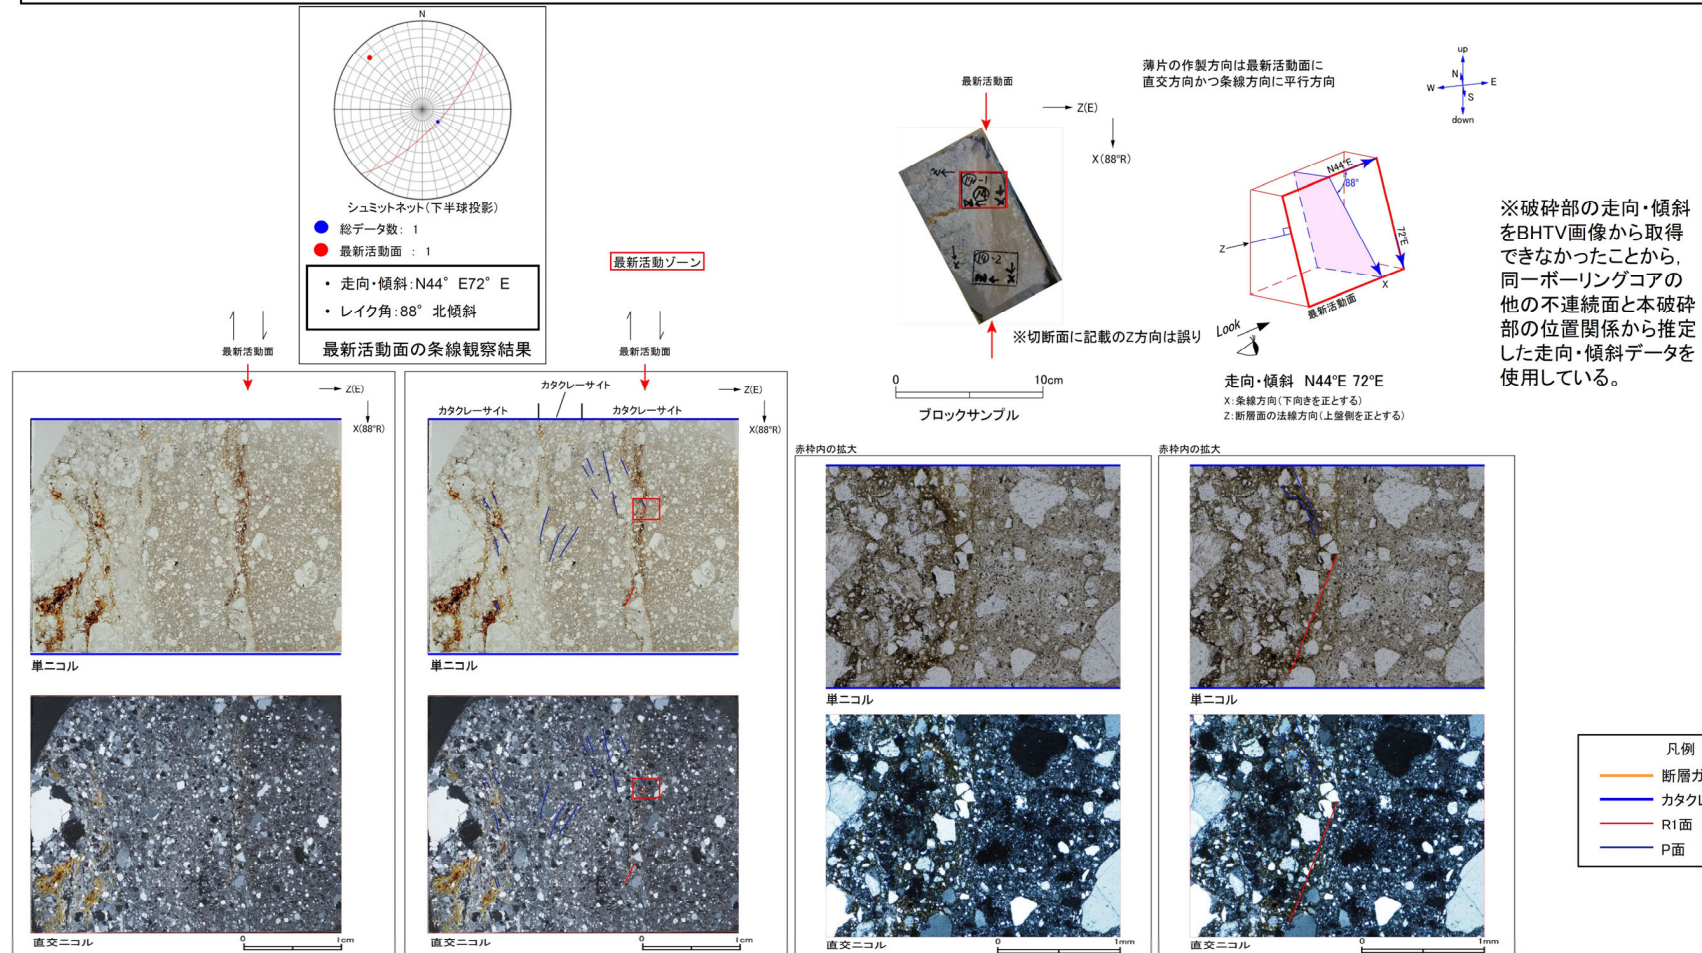 N
シュミットネット(下半球投影)
総データ数: 1
最新活動面 : 1
・ 走向・傾斜:N44° E72° E
・ レイク角:88° 北傾斜
最新活動面の条線観察結果
最新活動ゾーン
最新活動面
Z(E)
X(88°R)
単ニコル
直交ニコル
0 1cm
最新活動面
Z(E)
X(88°R)
カタクレーサイト
カタクレーサイト
カタクレーサイト
単ニコル
直交ニコル
0 1cm
最新活動面
Z(E)
X(88°R)
⑭-1
⑭-2
※切断面に記載のZ方向は誤り
0 10cm
ブロックサンプル
薄片の作製方向は最新活動面に
直交方向かつ条線方向に平行方向
up
N
W E
S
down
N44°E
88°
72°E
Z
X
最新活動面
Look
走向・傾斜 N44°E 72°E
X:条線方向(下向きを正とする)
Z:断層面の法線方向(上盤側を正とする)
※破砕部の走向・傾斜
をBHTV画像から取得
できなかったことから,
同一ボーリングコアの
他の不連続面と本破砕
部の位置関係から推定
した走向・傾斜データを
使用している。
赤枠内の拡大
単ニコル
直交ニコル
0 1mm
赤枠内の拡大
単ニコル
直交ニコル
0 1mm
凡例
断層ガ
カタクレ
R1面
P面